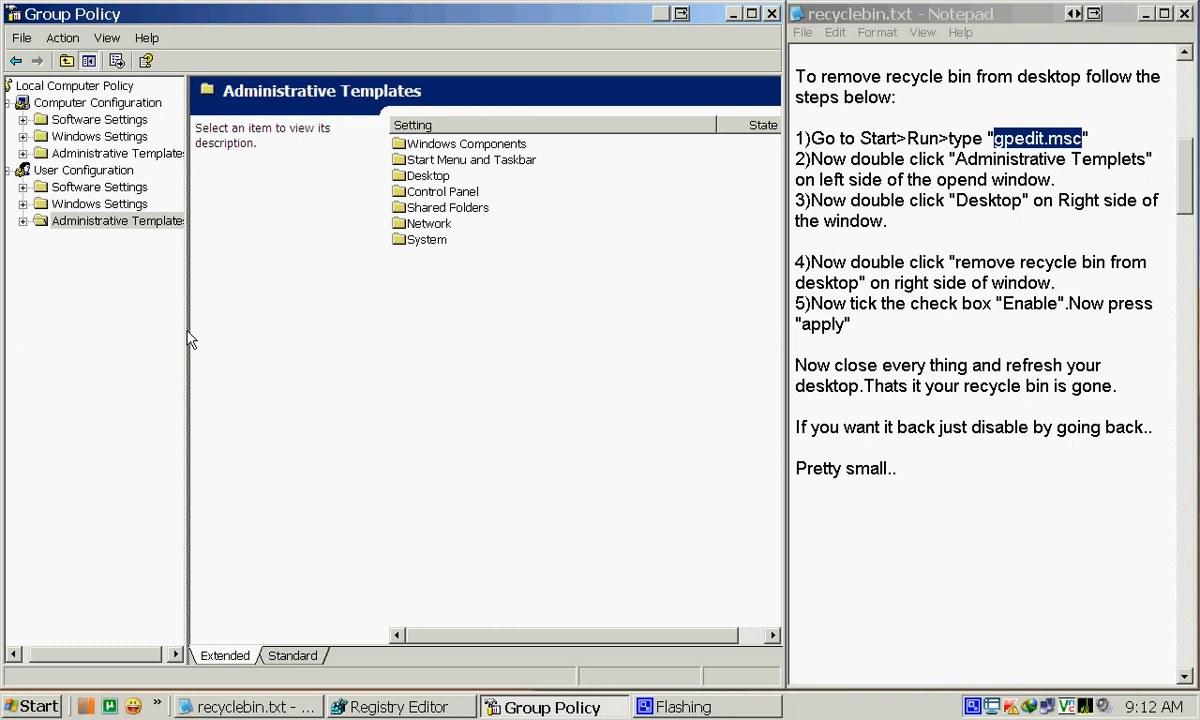 Group Policy
File Action View Help
Local Computer Policy
Computer Configuration
Software Settings
Windows Settings
Administrative Template
User Configuration
Software Settings
Windows Settings
Administrative Template
Administrative Templates
Select an item to view its
description.
Setting State
Windows Components
Start Menu and Taskbar
Desktop
Control Panel
Shared Folders
Network
System
Extended Standard
recyclebin.txt - Notepad
File Edit Format View Help
To remove recycle bin from desktop follow the
steps below:
1)Go to Start>Run>type "gpedit.msc"
2)Now double click "Administrative Templets"
on left side of the opend window.
3)Now double click "Desktop" on Right side of
the window.
4)Now double click "remove recycle bin from
desktop" on right side of window.
5)Now tick the check box "Enable".Now press
"apply"
Now close every thing and refresh your
desktop.Thats it your recycle bin is gone.
If you want it back just disable by going back..
Pretty small..
Start » recyclebin.txt - ... Registry Editor Group Policy Flashing 9:12 AM